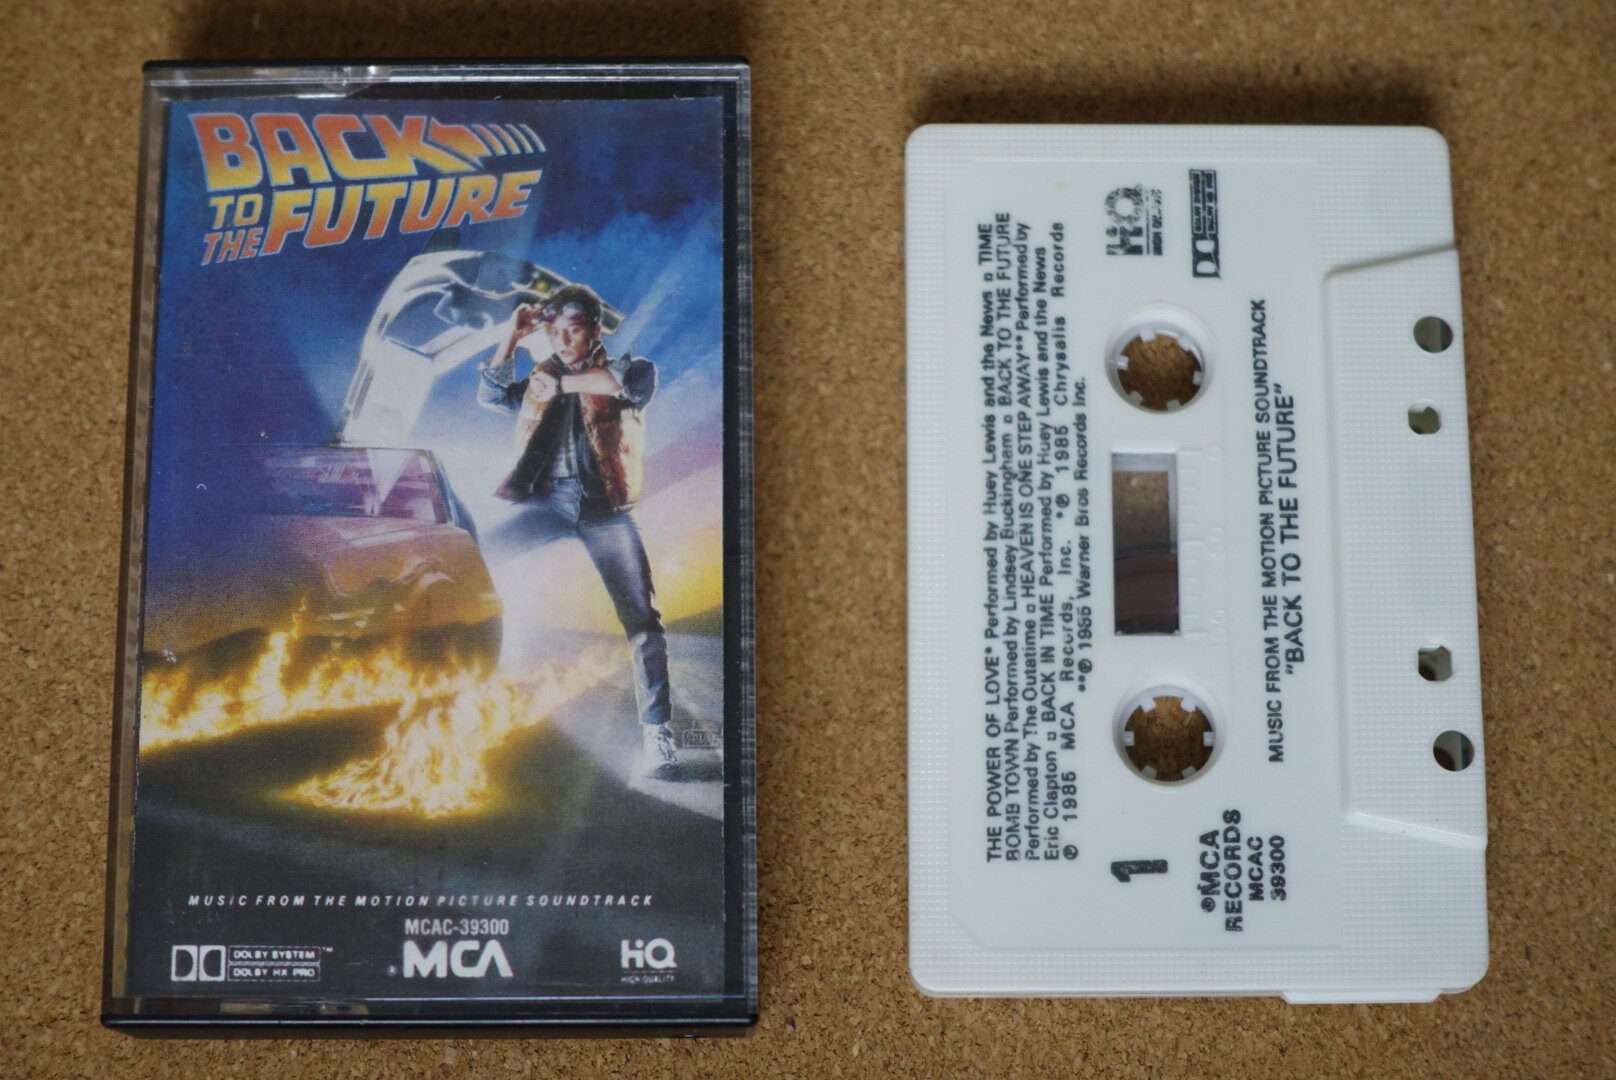 BACK
TO
THE FUTURE
MUSIC FROM THE MOTION PICTURE SOUNDTRACK
MCAC-39300
DOLBY SYSTEM™
DOLBY HX PRO
®MCA
HQ
HIGH QUALITY
THE POWER OF LOVE* Performed by Huey Lewis and the News ▫ TIME
BOMB TOWN Performed by Lindsey Buckingham ▫ BACK TO THE FUTURE
Performed by The Outatime ▫ HEAVEN IS ONE STEP AWAY** Performed by
Eric Clapton ▫ BACK IN TIME Performed by Huey Lewis and the News
℗ 1985 MCA Records, Inc. *℗ 1985 Chrysalis Records
**℗ 1985 Warner Bros Records Inc.
HQ
1
®MCA
RECORDS
MCAC
39300
MUSIC FROM THE MOTION PICTURE SOUNDTRACK
"BACK TO THE FUTURE"